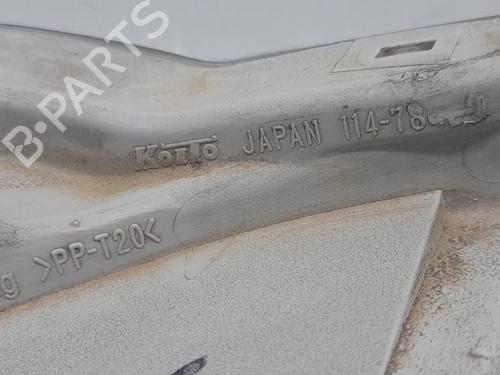 KOITO JAPAN 114-78
g >PP-T20<
B-PARTS